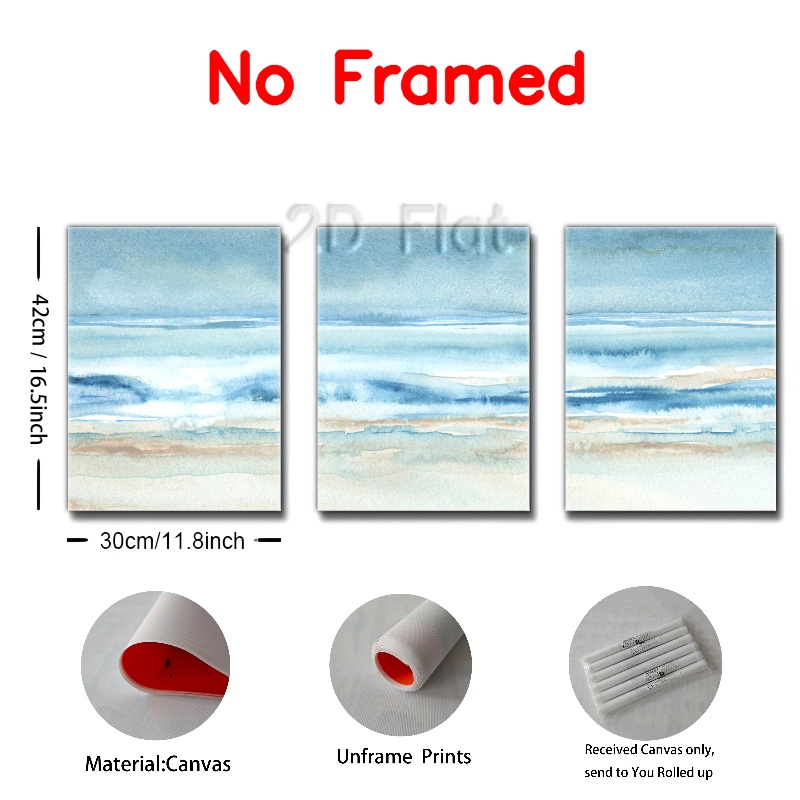 No Framed
2D Flat
42cm / 16.5inch
30cm/11.8inch
Material:Canvas
Unframe Prints
Received Canvas only,
send to You Rolled up